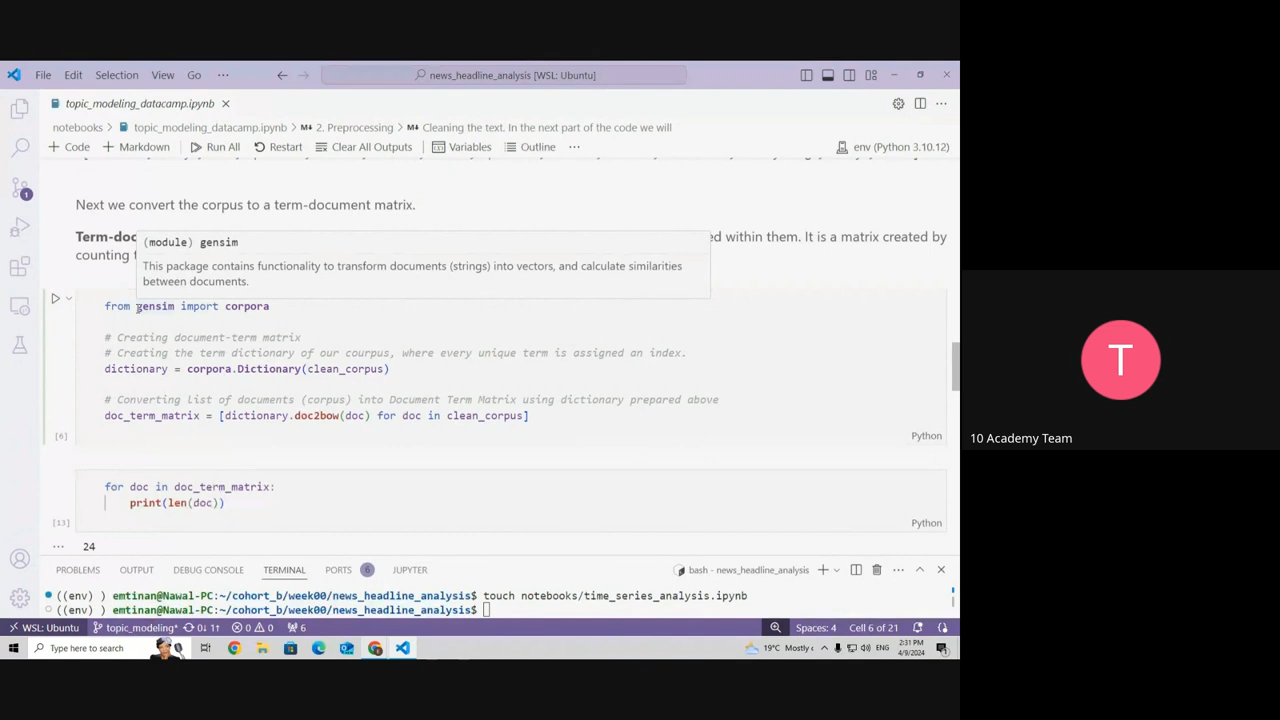 File Edit Selection View Go ··· news_headline_analysis [WSL: Ubuntu]
topic_modeling_datacamp.ipynb
notebooks > topic_modeling_datacamp.ipynb > M↓ 2. Preprocessing > M↓ Cleaning the text. In the next part of the code we will
+ Code + Markdown Run All Restart Clear All Outputs Variables Outline ··· env (Python 3.10.12)
Next we convert the corpus to a term-document matrix.
Term-doc
d within them. It is a matrix created by
counting
(module) gensim
This package contains functionality to transform documents (strings) into vectors, and calculate similarities
between documents.
from gensim import corpora
# Creating document-term matrix
# Creating the term dictionary of our courpus, where every unique term is assigned an index.
dictionary = corpora.Dictionary(clean_corpus)
# Converting list of documents (corpus) into Document Term Matrix using dictionary prepared above
doc_term_matrix = [dictionary.doc2bow(doc) for doc in clean_corpus]
[6] Python
for doc in doc_term_matrix:
print(len(doc))
[13] Python
··· 24
PROBLEMS OUTPUT DEBUG CONSOLE TERMINAL PORTS 6 JUPYTER bash - news_headline_analysis
((env) ) emtinan@Nawal-PC:~/cohort_b/week00/news_headline_analysis$ touch notebooks/time_series_analysis.ipynb
((env) ) emtinan@Nawal-PC:~/cohort_b/week00/news_headline_analysis$
WSL: Ubuntu topic_modeling* 0↓ 1↑ 0 0 6 Spaces: 4 Cell 6 of 21
Type here to search 19°C Mostly c ENG 2:31 PM
4/9/2024
1
T
10 Academy Team